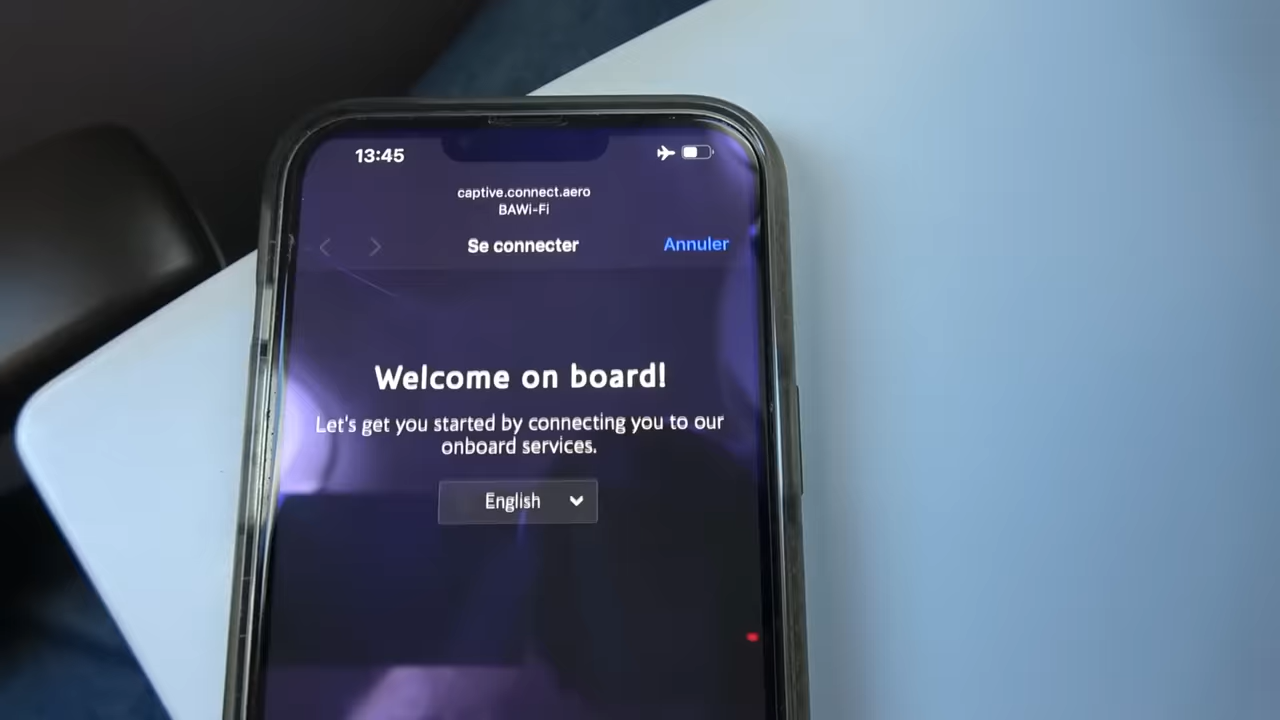 13:45
captive.connect.aero
BAWi-Fi
Se connecter
Annuler
Welcome on board!
Let's get you started by connecting you to our
onboard services.
English